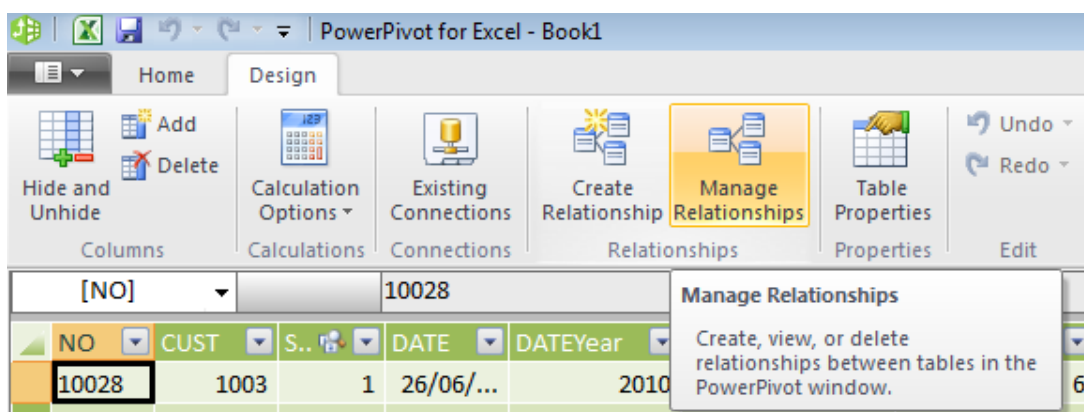 PowerPivot for Excel - Book1
Home Design
Add
Delete
Hide and
Unhide
Columns
123
Calculation
Options
Calculations
Existing
Connections
Connections
Create
Relationship
Manage
Relationships
Relationships
Table
Properties
Properties
Undo
Redo
Edit
[NO] 10028
NO CUST S.. DATE DATEYear
10028 1003 1 26/06/... 2010 6
Manage Relationships
Create, view, or delete
relationships between tables in the
PowerPivot window.